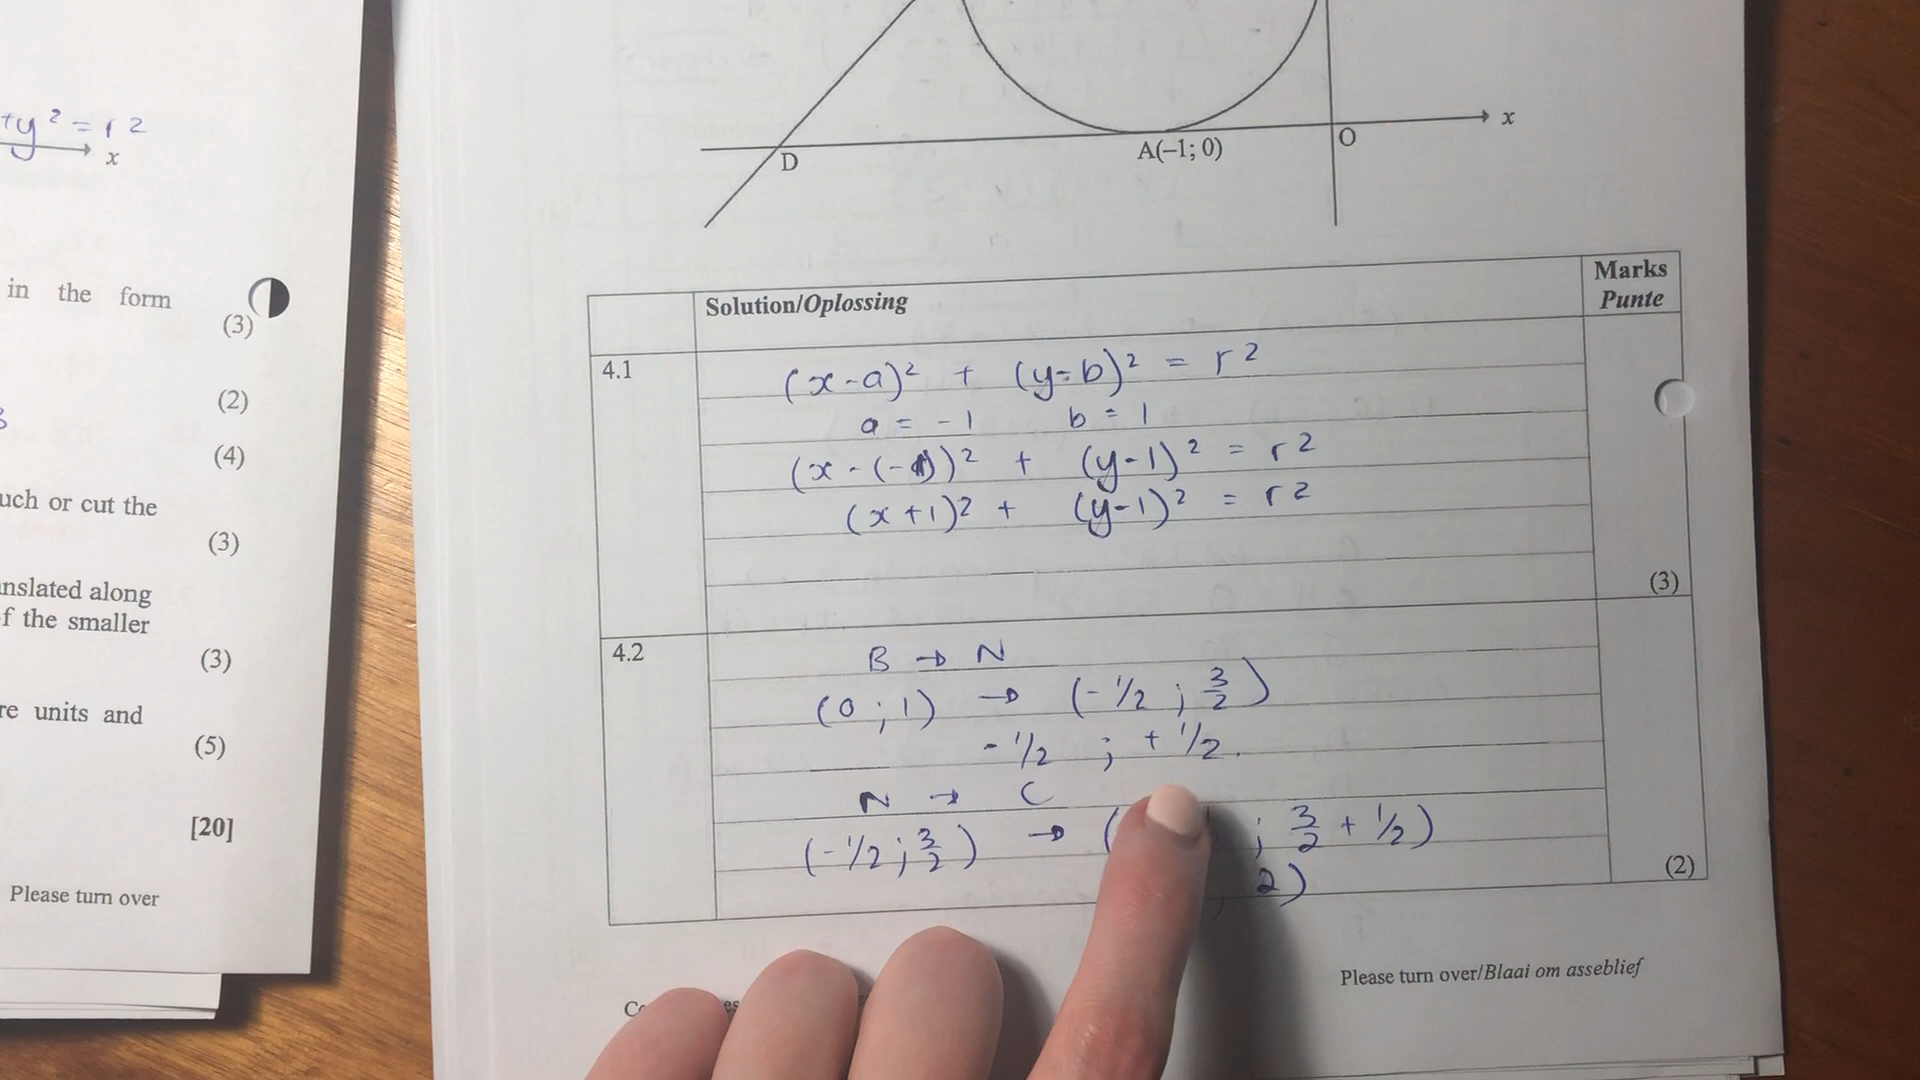 +y² = r²
x
in the form
(3)
(2)
(4)
uch or cut the
(3)
nslated along
f the smaller
(3)
re units and
(5)
[20]
Please turn over
x
D
A(–1; 0)
O
Solution/Oplossing
Marks
Punte
4.1
(x-a)² + (y-b)² = r²
a = -1 b = 1
(x-(-1))² + (y-1)² = r²
(x+1)² + (y-1)² = r²
(3)
4.2
B → N
(0 ; 1) → (-1/2 ; 3/2)
-1/2 ; +1/2.
N → C
(-1/2 ; 3/2) → ( ; 3/2 + 1/2)
2)
(2)
Please turn over/Blaai om asseblief